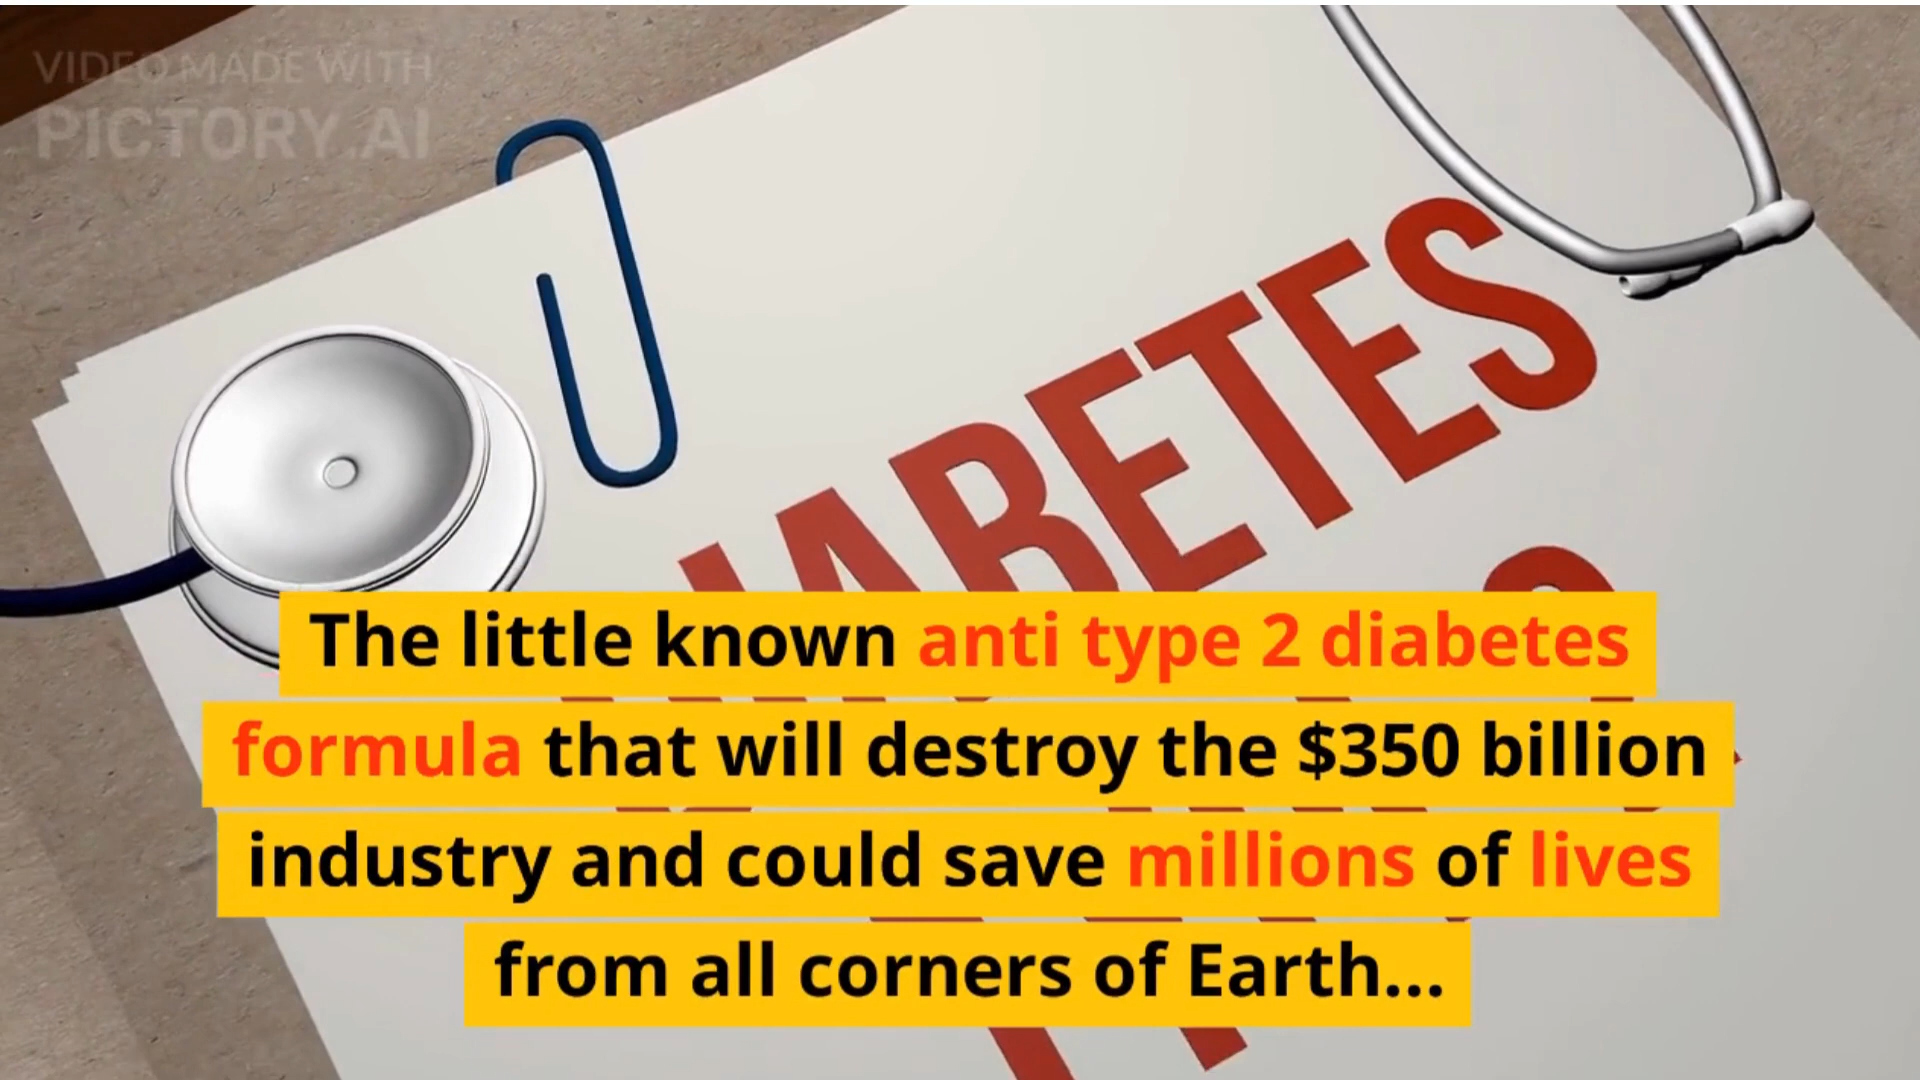 VIDEO MADE WITH
PICTORY.AI
DIABETES
The little known anti type 2 diabetes
formula that will destroy the $350 billion
industry and could save millions of lives
from all corners of Earth...